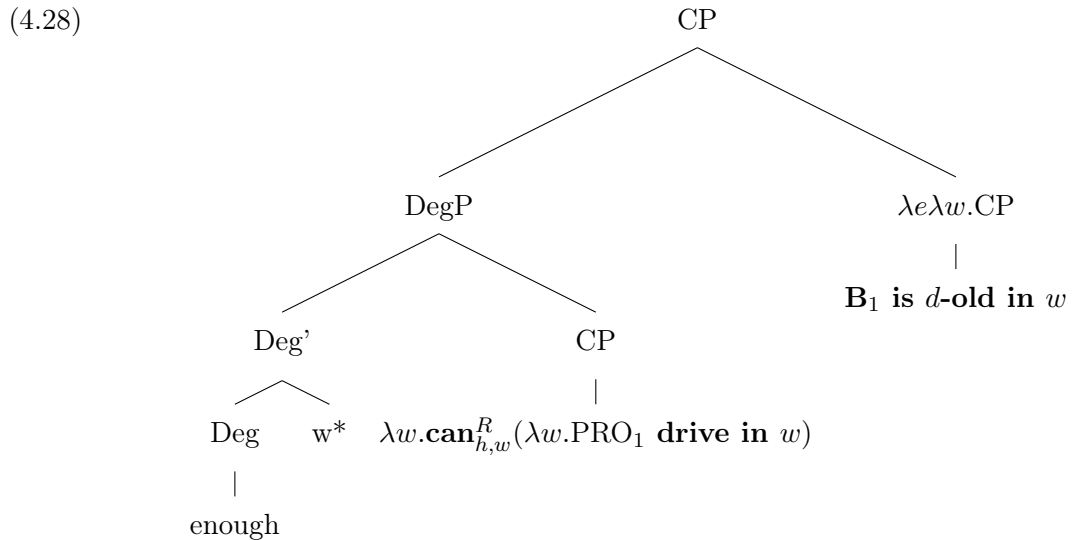 (4.28) CP
DegP λeλw.CP
B₁ is d-old in w
Deg' CP
Deg w* λw.can^R_{h,w}(λw.PRO₁ drive in w)
enough